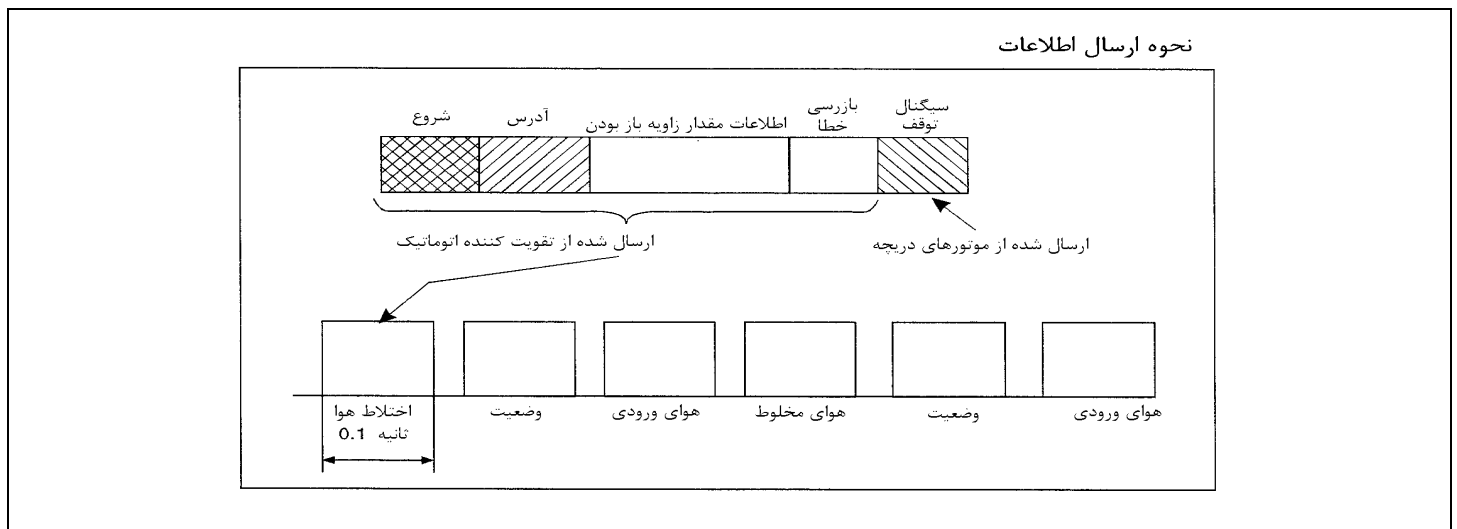 نحوه ارسال اطلاعات
سیگنال
توقف
بازرسی
خطا
اطلاعات مقدار زاویه باز بودن
آدرس
شروع
ارسال شده از موتورهای دریچه
ارسال شده از تقویت کننده اتوماتیک
هوای ورودی
وضعیت
هوای مخلوط
هوای ورودی
وضعیت
اختلاط هوا
0.1 ثانیه